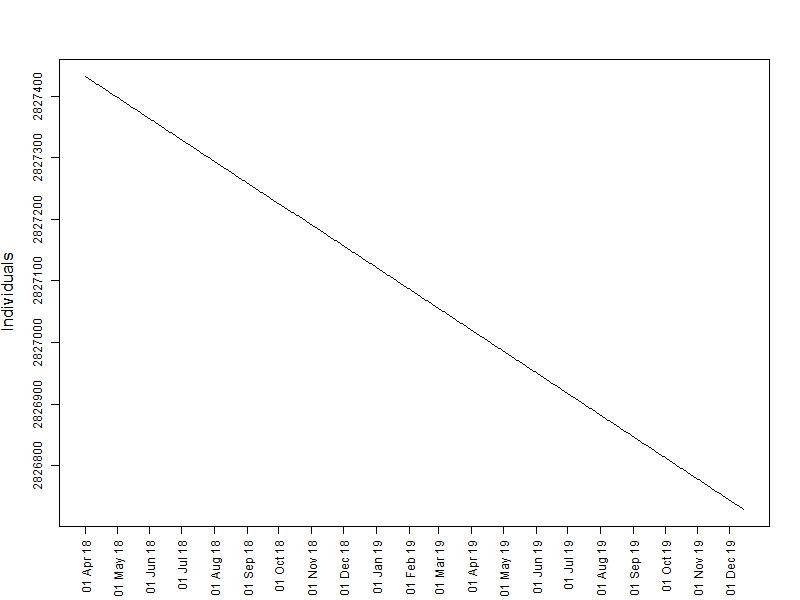 Individuals
2827400
2827300
2827200
2827100
2827000
2826900
2826800
01 Apr 18
01 May 18
01 Jun 18
01 Jul 18
01 Aug 18
01 Sep 18
01 Oct 18
01 Nov 18
01 Dec 18
01 Jan 19
01 Feb 19
01 Mar 19
01 Apr 19
01 May 19
01 Jun 19
01 Jul 19
01 Aug 19
01 Sep 19
01 Oct 19
01 Nov 19
01 Dec 19